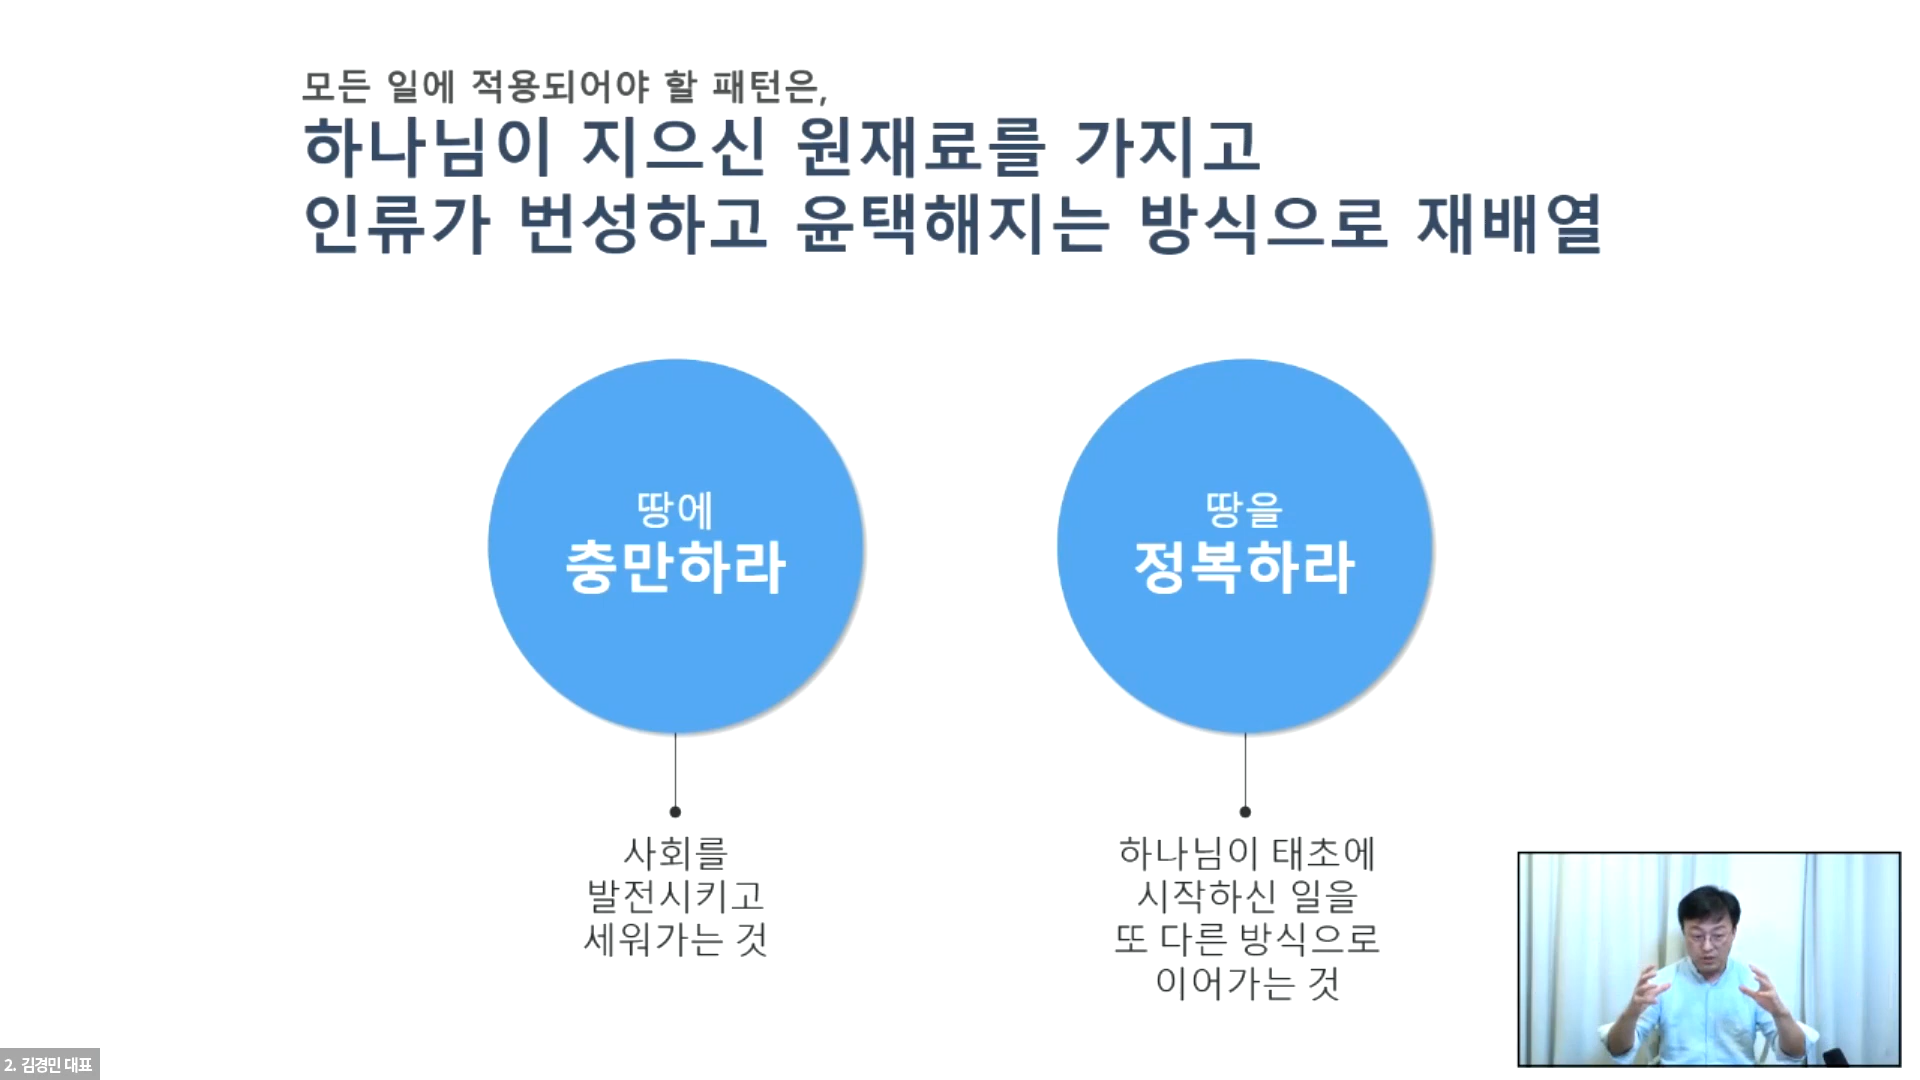 모든 일에 적용되어야 할 패턴은,
하나님이 지으신 원재료를 가지고
인류가 번성하고 윤택해지는 방식으로 재배열
땅에
충만하라
사회를
발전시키고
세워가는 것
땅을
정복하라
하나님이 태초에
시작하신 일을
또 다른 방식으로
이어가는 것
2. 김경민 대표